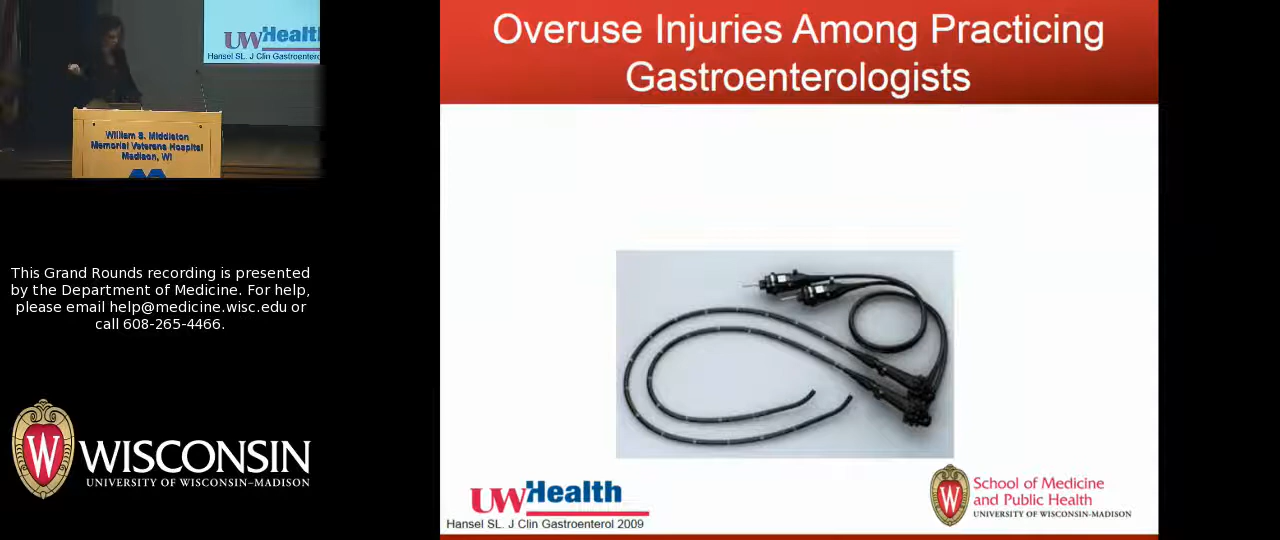 UWHealth
Hansel SL. J Clin Gastroenterol
William S. Middleton
Memorial Veterans Hospital
Madison, WI
This Grand Rounds recording is presented
by the Department of Medicine. For help,
please email help@medicine.wisc.edu or
call 608-265-4466.
W
WISCONSIN
UNIVERSITY OF WISCONSIN–MADISON
Overuse Injuries Among Practicing
Gastroenterologists
UWHealth
Hansel SL. J Clin Gastroenterol 2009
W
School of Medicine
and Public Health
UNIVERSITY OF WISCONSIN-MADISON